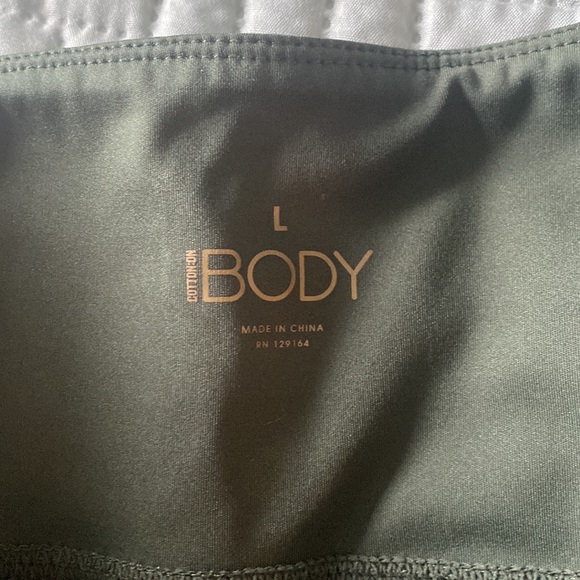 L
COTTON:ON
BODY
MADE IN CHINA
RN 129164